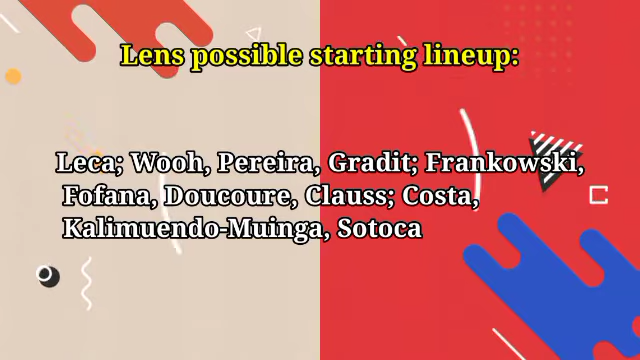 Lens possible starting lineup:
Leca; Wooh, Pereira, Gradit; Frankowski,
Fofana, Doucoure, Clauss; Costa,
Kalimuendo-Muinga, Sotoca